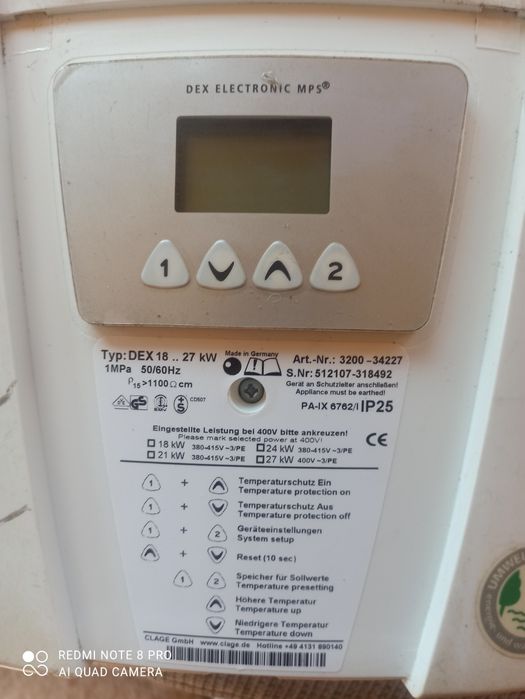 DEX ELECTRONIC MPS®
1 2
Typ: DEX 18 .. 27 kW
1MPa 50/60Hz
ρ15 >1100 Ω cm
Made in Germany
Art.-Nr.: 3200-34227
S.Nr: 512107-318492
Gerät an Schutzleiter anschließen!
Appliance must be earthed!
PA-IX 6762/I IP25
GS
CD507
Eingestellte Leistung bei 400V bitte ankreuzen!
Please mark selected power at 400V!
CE
18 kW 380-415V ~3/PE 24 kW 380-415V ~3/PE
21 kW 380-415V ~3/PE 27 kW 400V ~3/PE
1 + Temperaturschutz Ein
Temperature protection on
1 + Temperaturschutz Aus
Temperature protection off
1 + 2 Geräteeinstellungen
System setup
+ Reset (10 sec)
1 2 Speicher für Sollwerte
Temperature presetting
Höhere Temperatur
Temperature up
Niedrigere Temperatur
Temperature down
CLAGE GmbH www.clage.de Hotline +49 4131 890140
REDMI NOTE 8 PRO
AI QUAD CAMERA